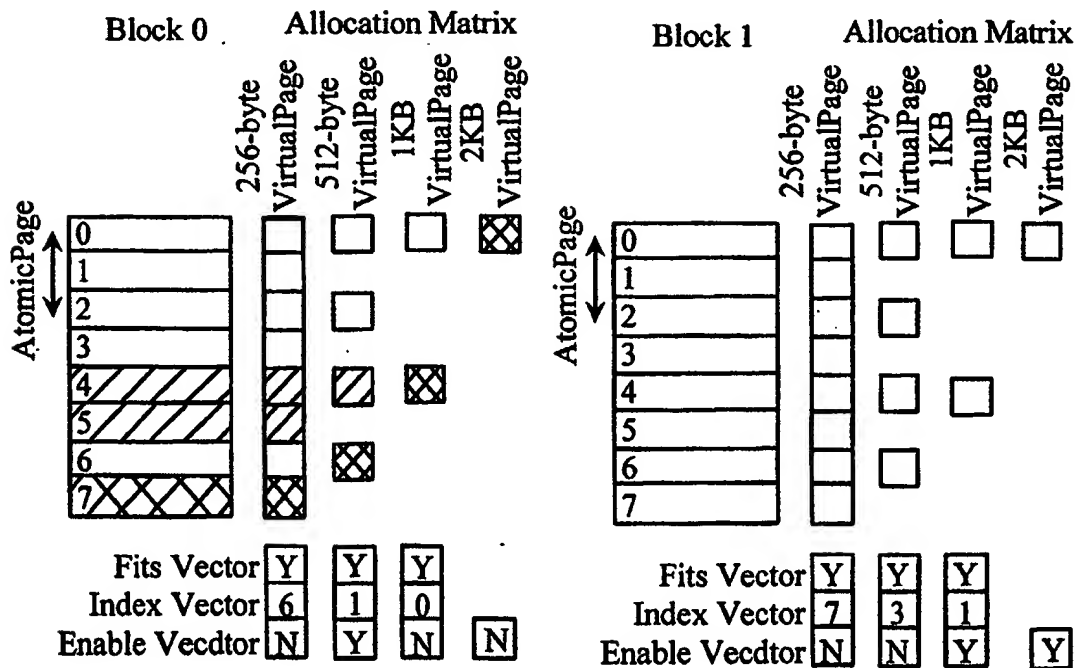 Block 0
Allocation Matrix
256-byte
VirtualPage
512-byte
VirtualPage
1KB
VirtualPage
2KB
VirtualPage
AtomicPage
0
1
2
3
4
5
6
7
Fits Vector Y Y Y
Index Vector 6 1 0
Enable Vecdtor N Y N N
Block 1
Allocation Matrix
256-byte
VirtualPage
512-byte
VirtualPage
1KB
VirtualPage
2KB
VirtualPage
AtomicPage
0
1
2
3
4
5
6
7
Fits Vector Y Y Y
Index Vector 7 3 1
Enable Vecdtor N N Y Y